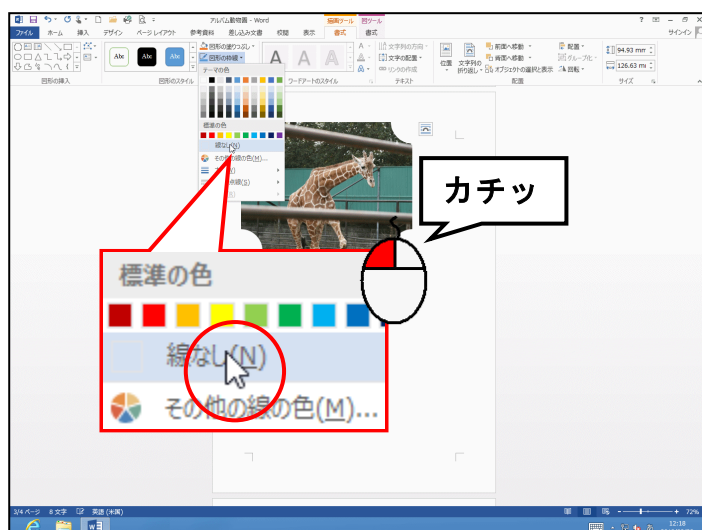 アルバム動物園 - Word
描画ツール 図ツール
ファイル ホーム 挿入 デザイン ページ レイアウト 参考資料 差し込み文書 校閲 表示 書式 書式 サインイン
図形の塗りつぶし
図形の枠線
Abc Abc Abc
A A A
文字列の方向
文字の配置
リンクの作成
位置 文字列の折り返し
前面へ移動
背面へ移動
オブジェクトの選択と表示
配置
グループ化
回転
94.93 mm
126.63 mm
図形の挿入 図形のスタイル ワードアートのスタイル テキスト 配置 サイズ
テーマの色
標準の色
線なし(N)
その他の線の色(M)...
カチッ
標準の色
線なし(N)
その他の線の色(M)...
3/4 ページ 8 文字 英語 (米国) 72%
12:18